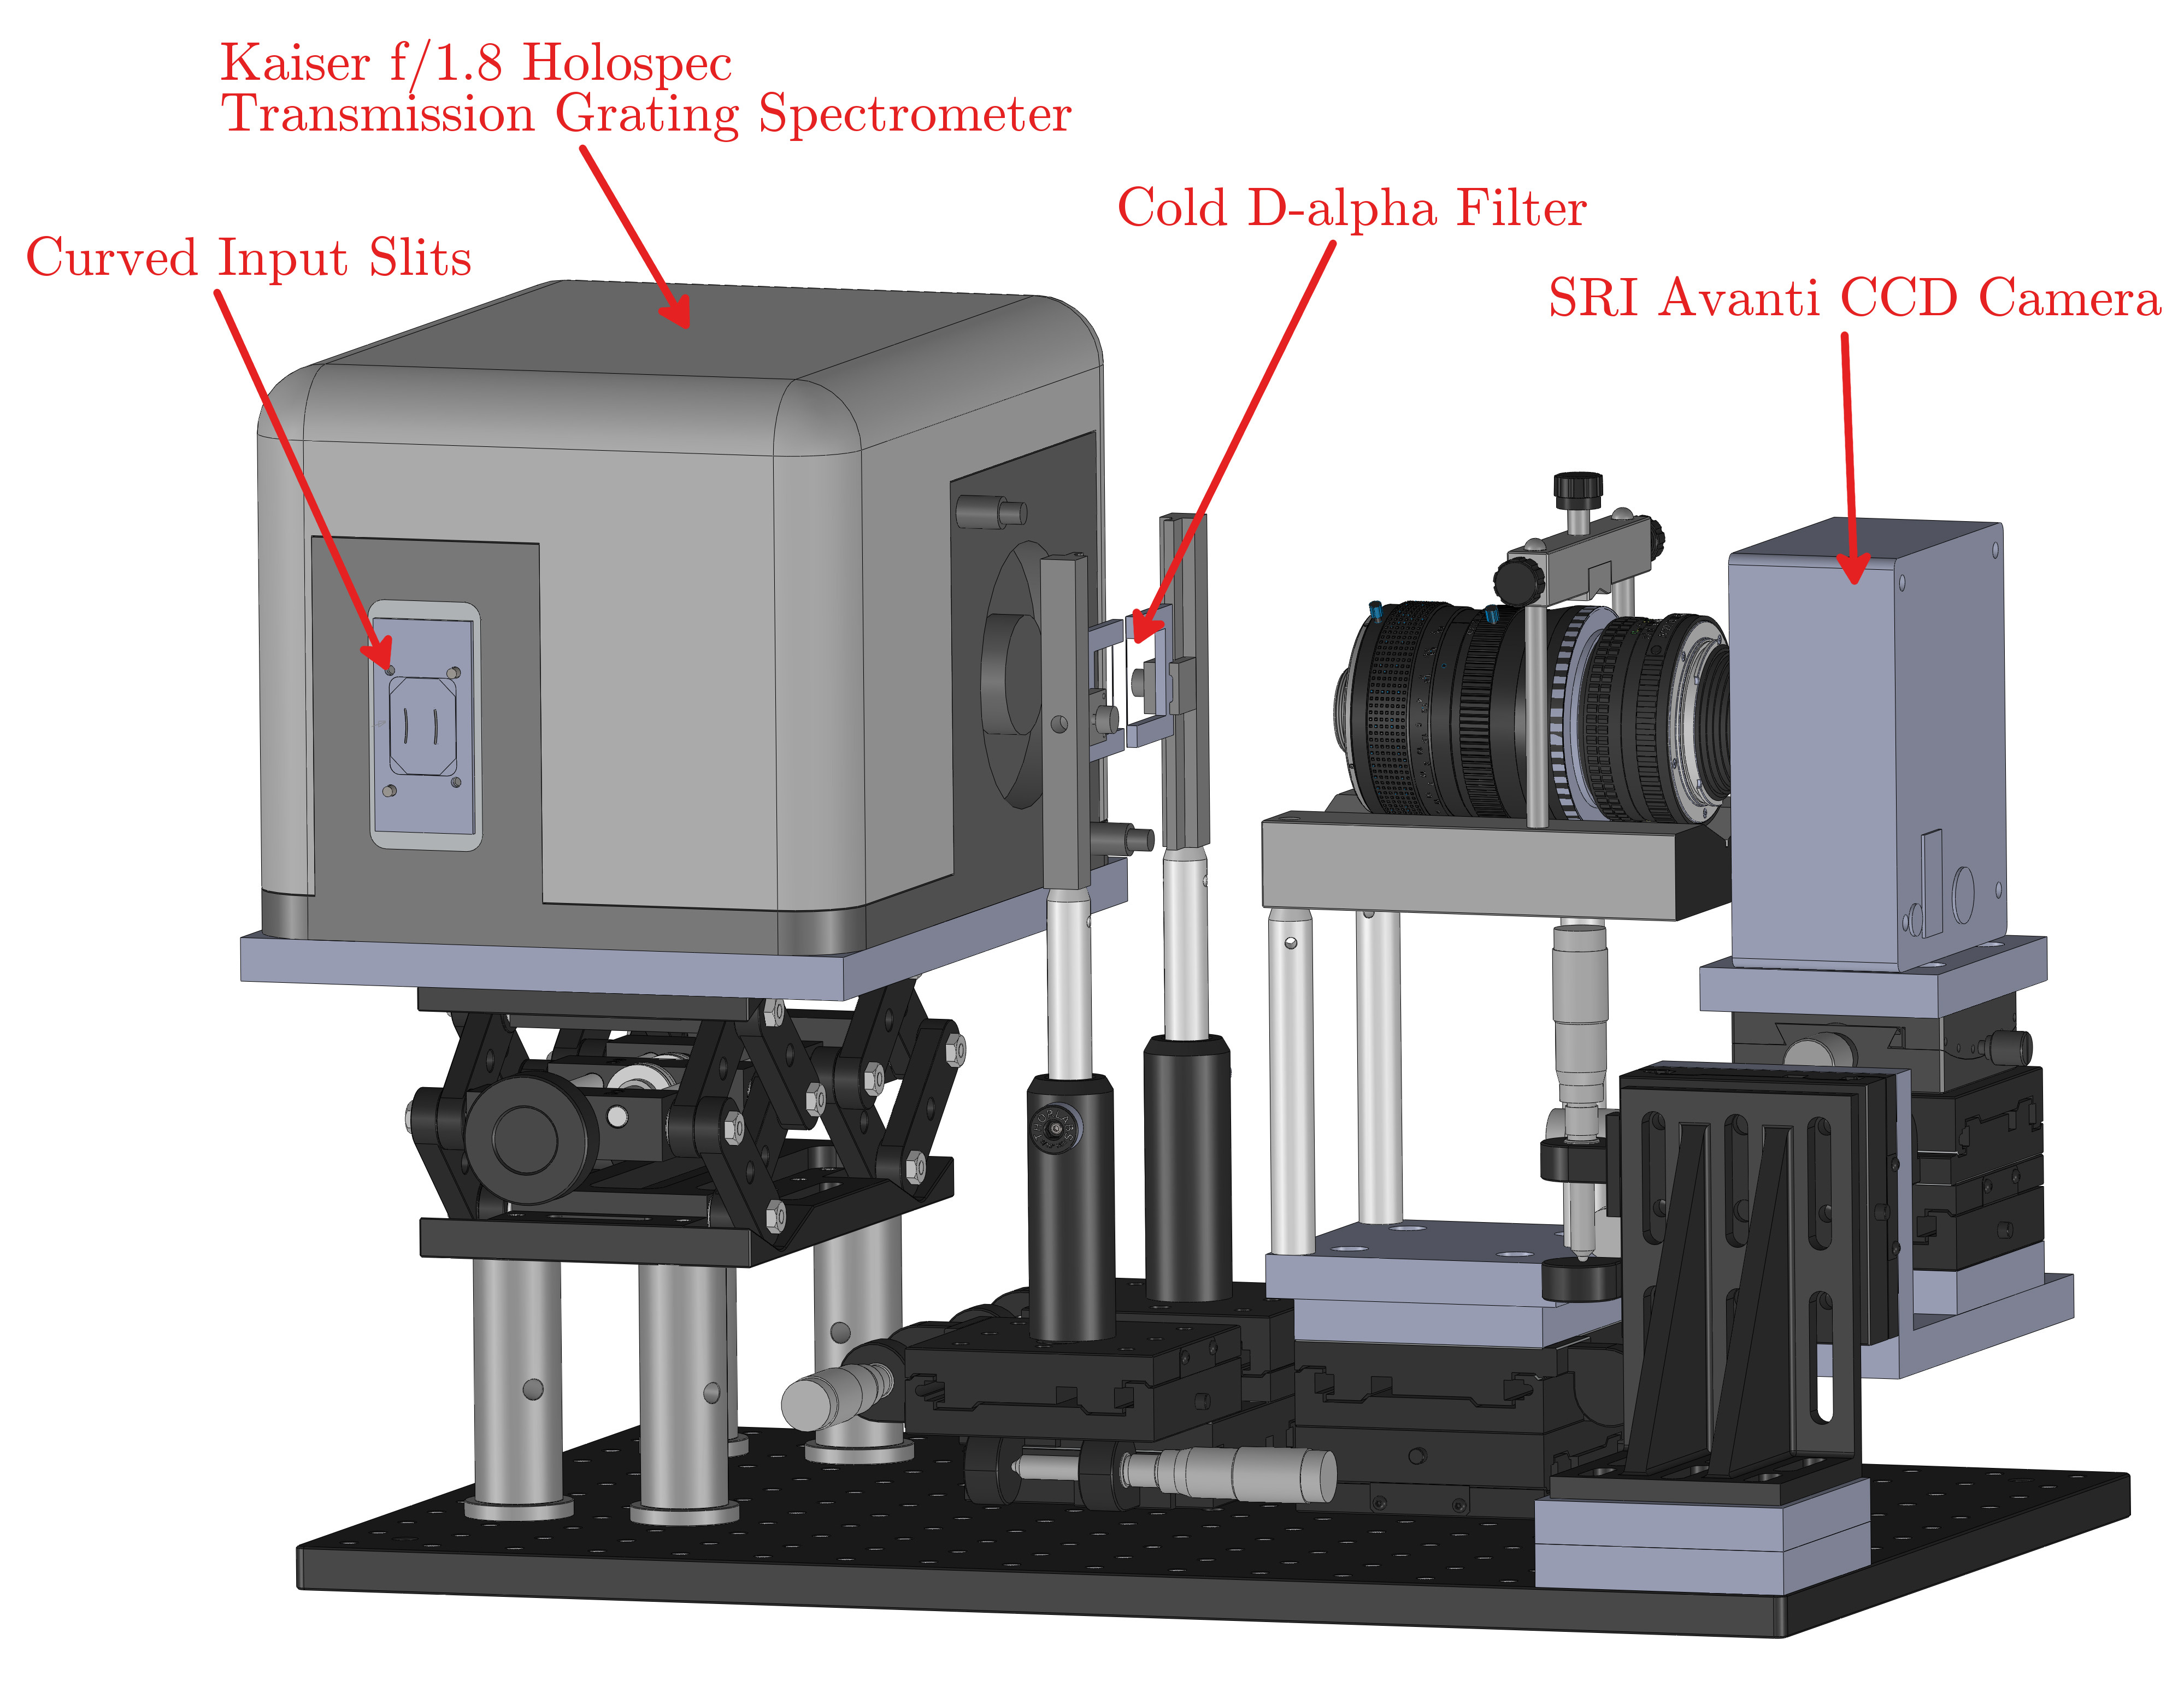 Kaiser f/1.8 Holospec
Transmission Grating Spectrometer
Cold D-alpha Filter
Curved Input Slits
SRI Avanti CCD Camera